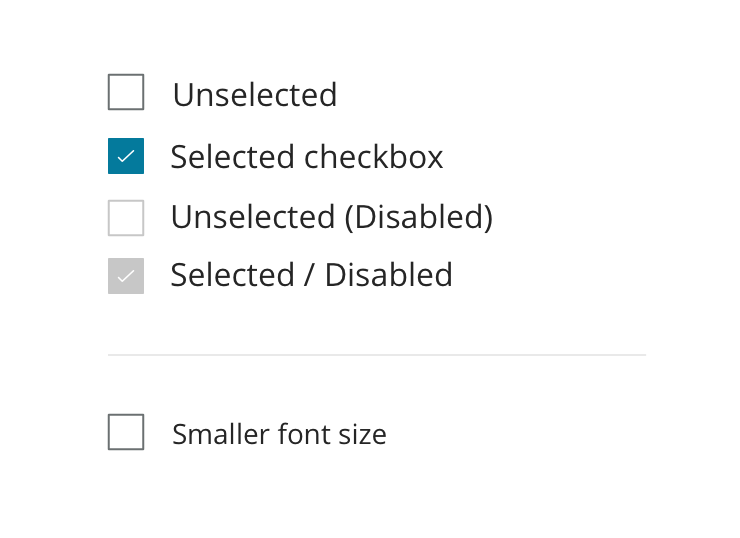 Unselected
Selected checkbox
Unselected (Disabled)
Selected / Disabled
Smaller font size